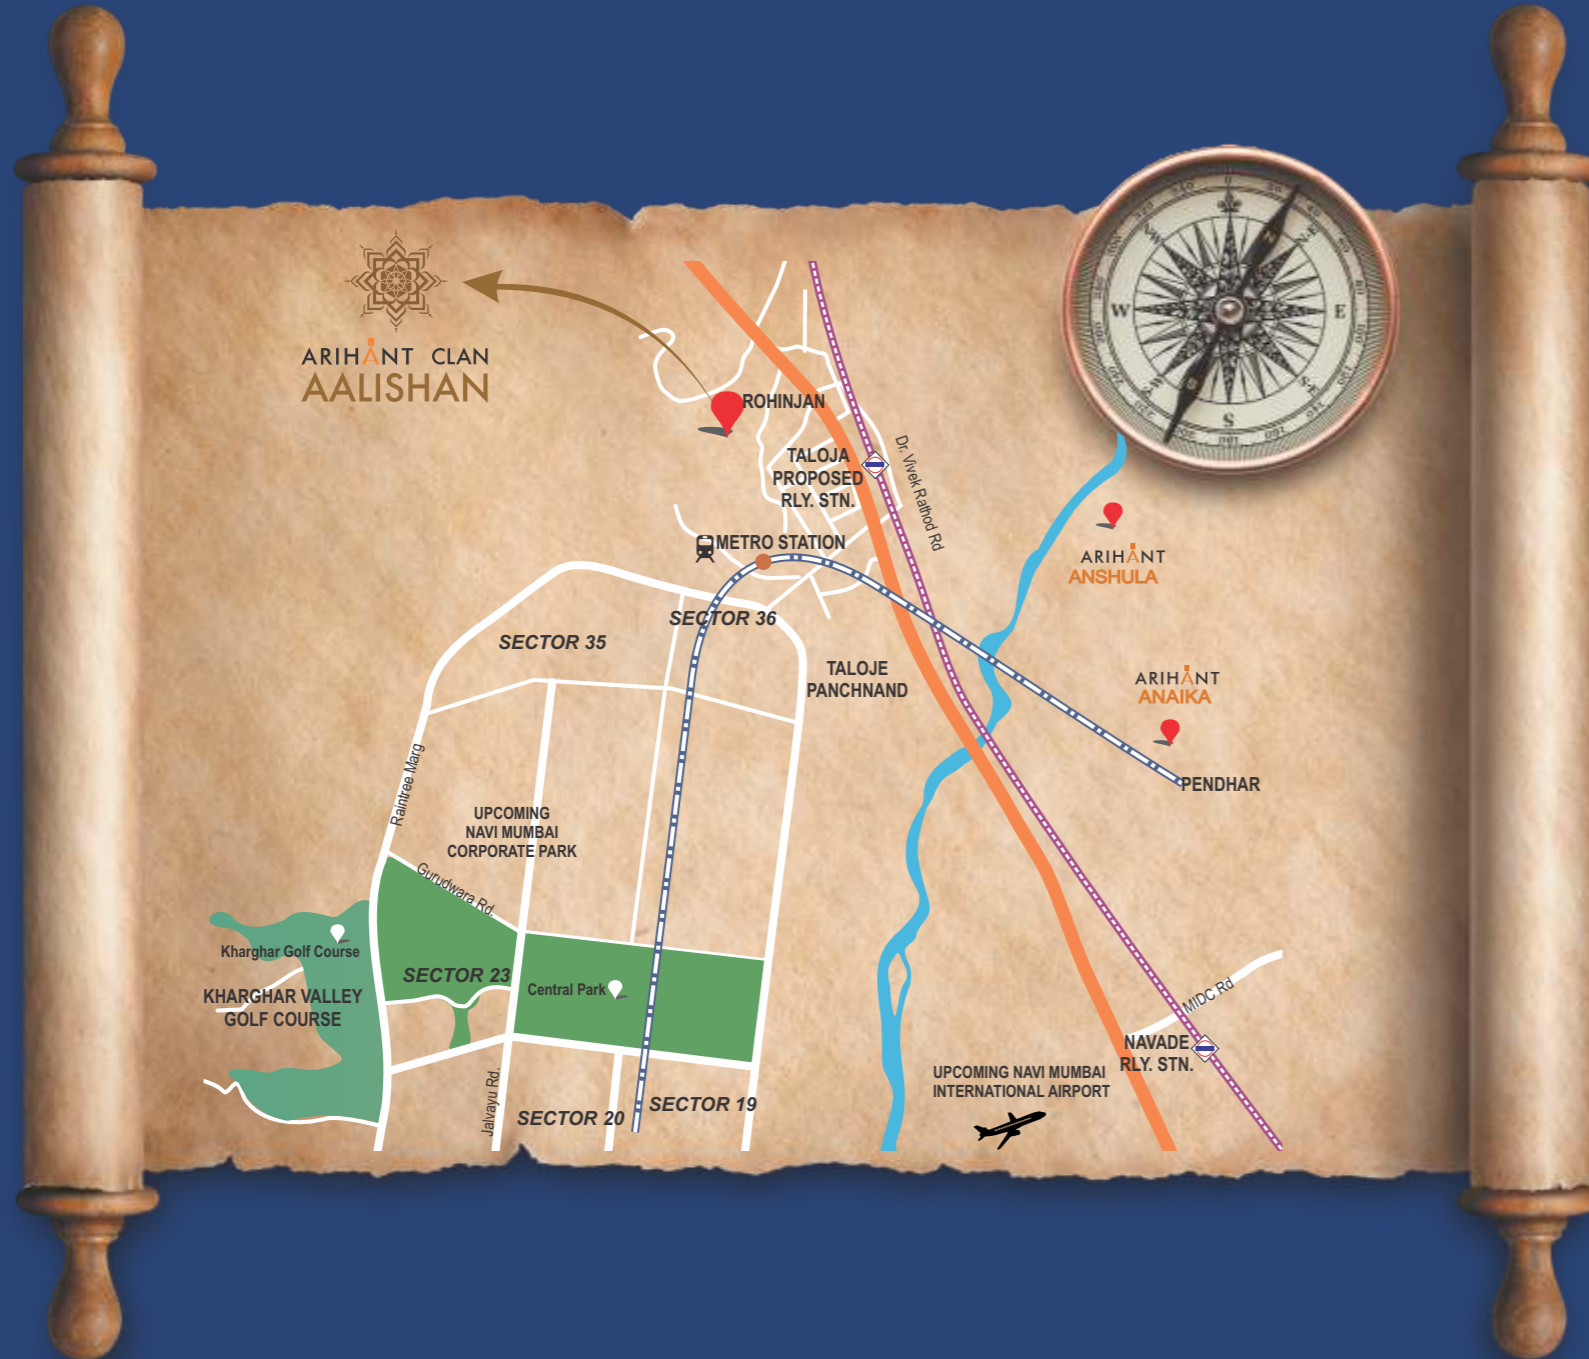 ARIHANT CLAN
AALISHAN
ROHINJAN
TALOJA
PROPOSED
RLY. STN.
Dr. Vivek Rathod Rd
METRO STATION
SECTOR 36
SECTOR 35
TALOJE
PANCHNAND
ARIHANT
ANSHULA
ARIHANT
ANAIKA
PENDHAR
Raintree Marg
UPCOMING
NAVI MUMBAI
CORPORATE PARK
Gurudwara Rd.
Kharghar Golf Course
KHARGHAR VALLEY
GOLF COURSE
SECTOR 23
Central Park
MIDC Rd
NAVADE
RLY. STN.
UPCOMING NAVI MUMBAI
INTERNATIONAL AIRPORT
Jalvayu Rd.
SECTOR 20
SECTOR 19
N
N-E
E
S-E
S
W